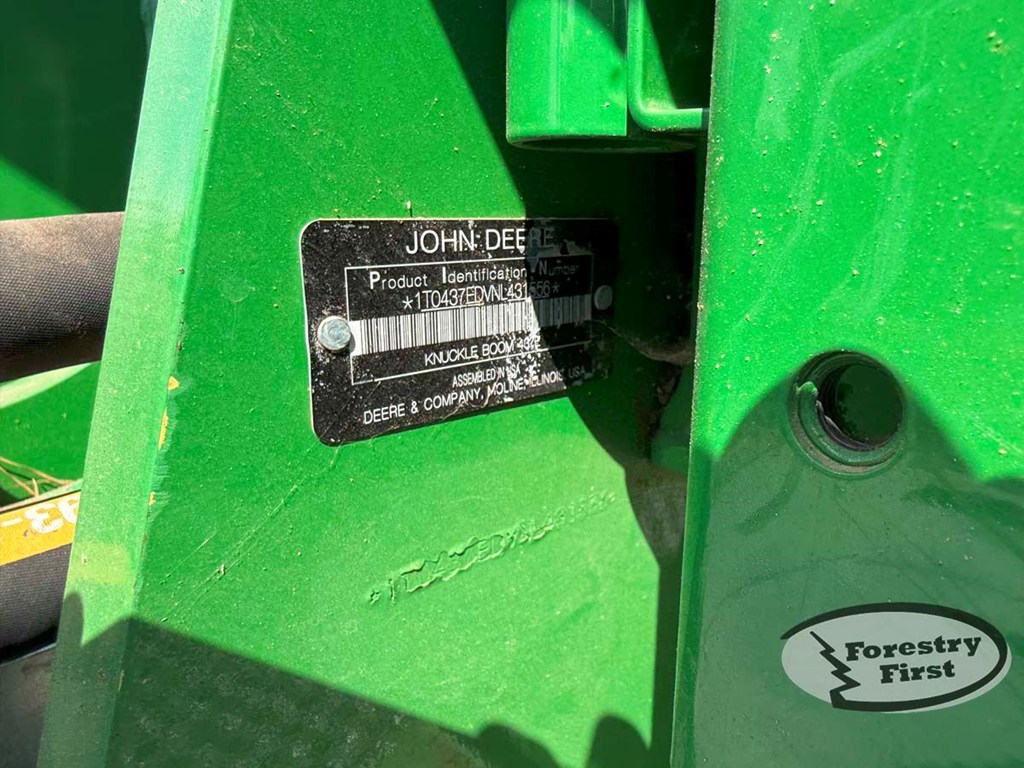 JOHN DEERE
Product Identification Number
*1T0437EDVNL431556*
KNUCKLE BOOM 437E
ASSEMBLED IN USA
DEERE & COMPANY, MOLINE, ILLINOIS, USA
93
Forestry
First